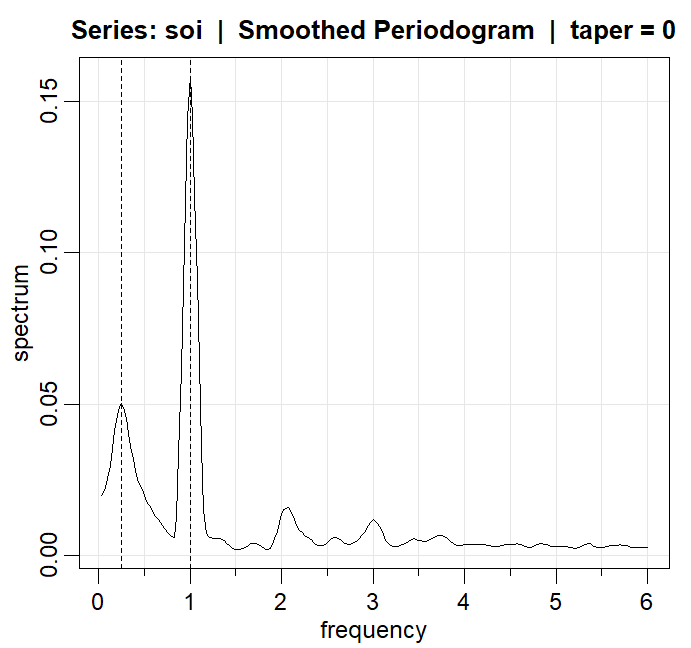 Series: soi | Smoothed Periodogram | taper = 0
spectrum
0.15
0.10
0.05
0.00
0 1 2 3 4 5 6
frequency